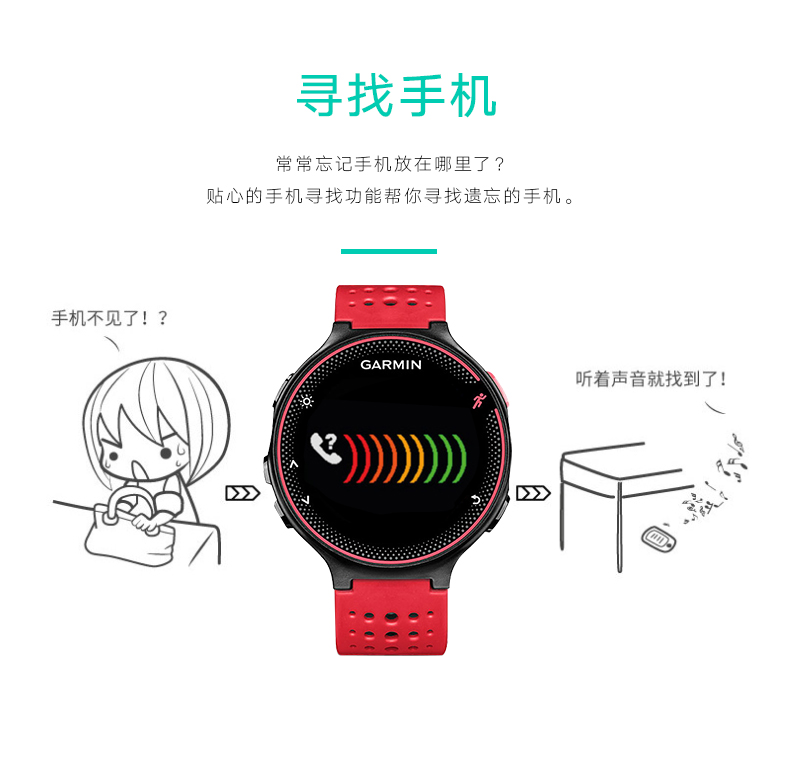 寻找手机
常常忘记手机放在哪里了?
贴心的手机寻找功能帮你寻找遗忘的手机。
手机不见了!?
GARMIN
?
听着声音就找到了!